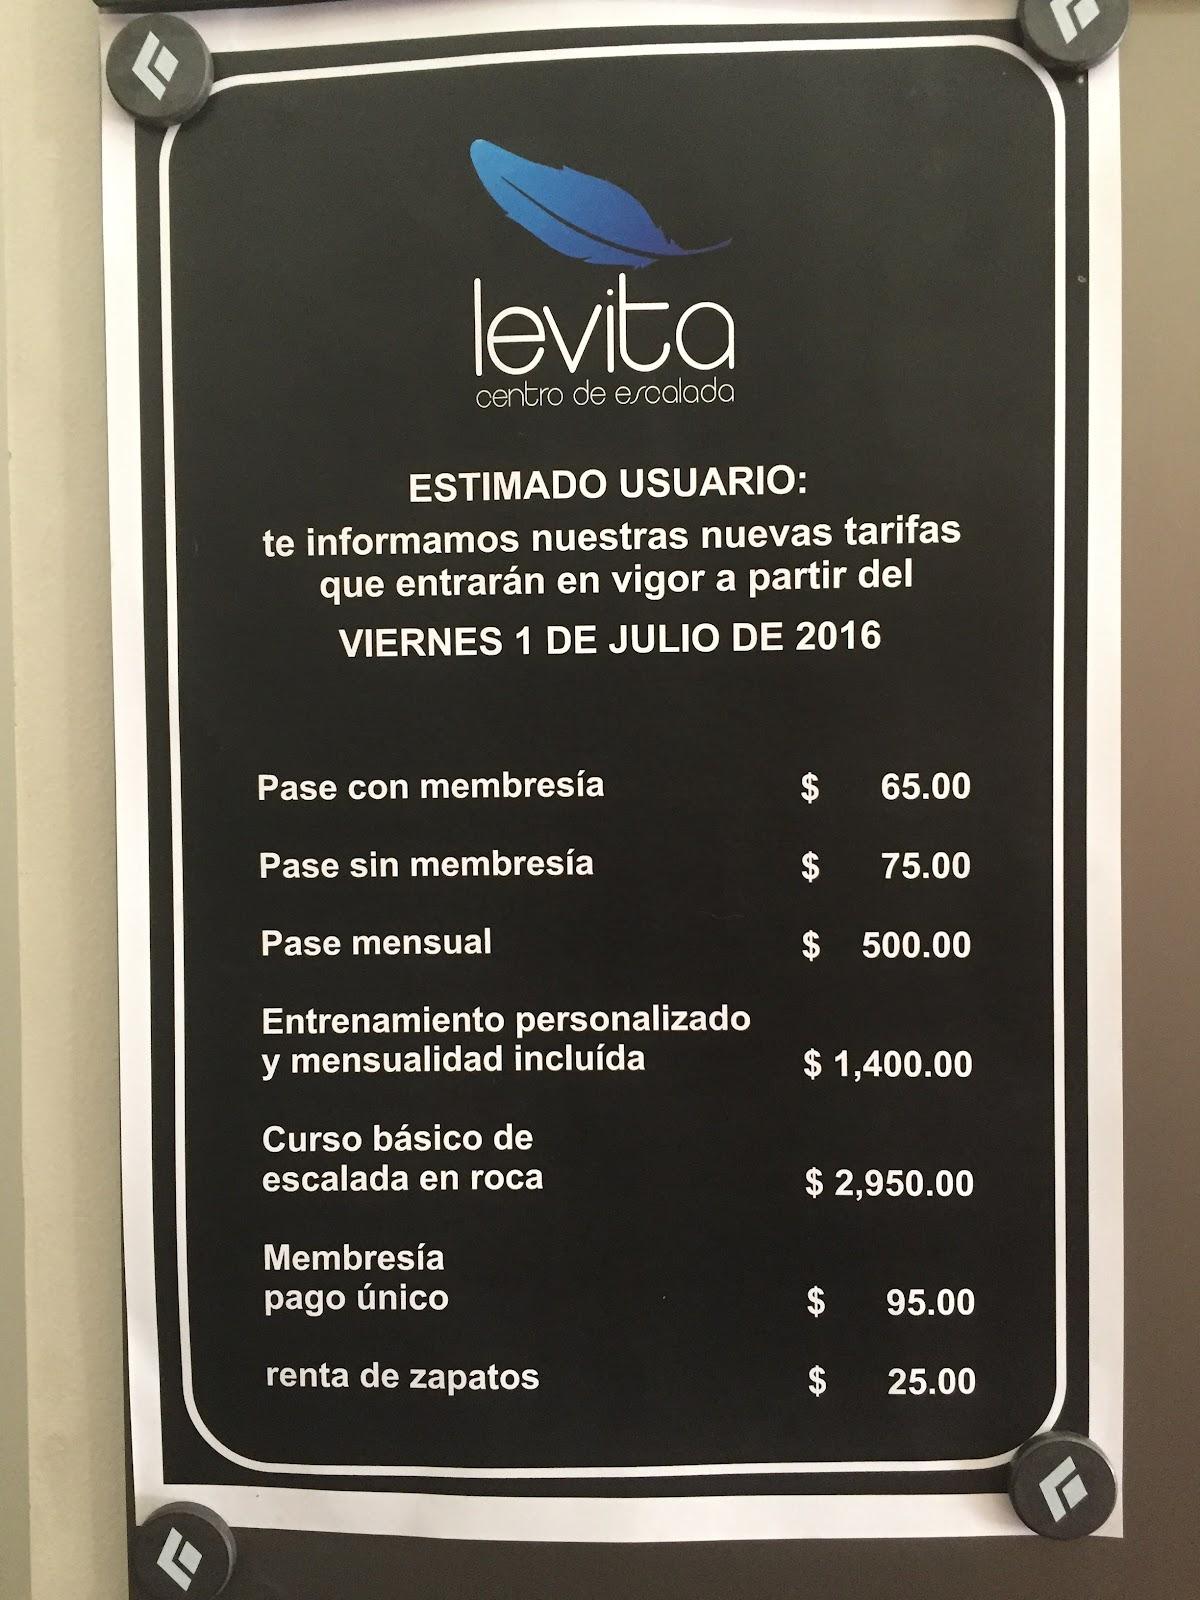 levita
centro de escalada
ESTIMADO USUARIO:
te informamos nuestras nuevas tarifas
que entrarán en vigor a partir del
VIERNES 1 DE JULIO DE 2016
Pase con membresía $ 65.00
Pase sin membresía $ 75.00
Pase mensual $ 500.00
Entrenamiento personalizado
y mensualidad incluída $ 1,400.00
Curso básico de
escalada en roca $ 2,950.00
Membresía
pago único $ 95.00
renta de zapatos $ 25.00